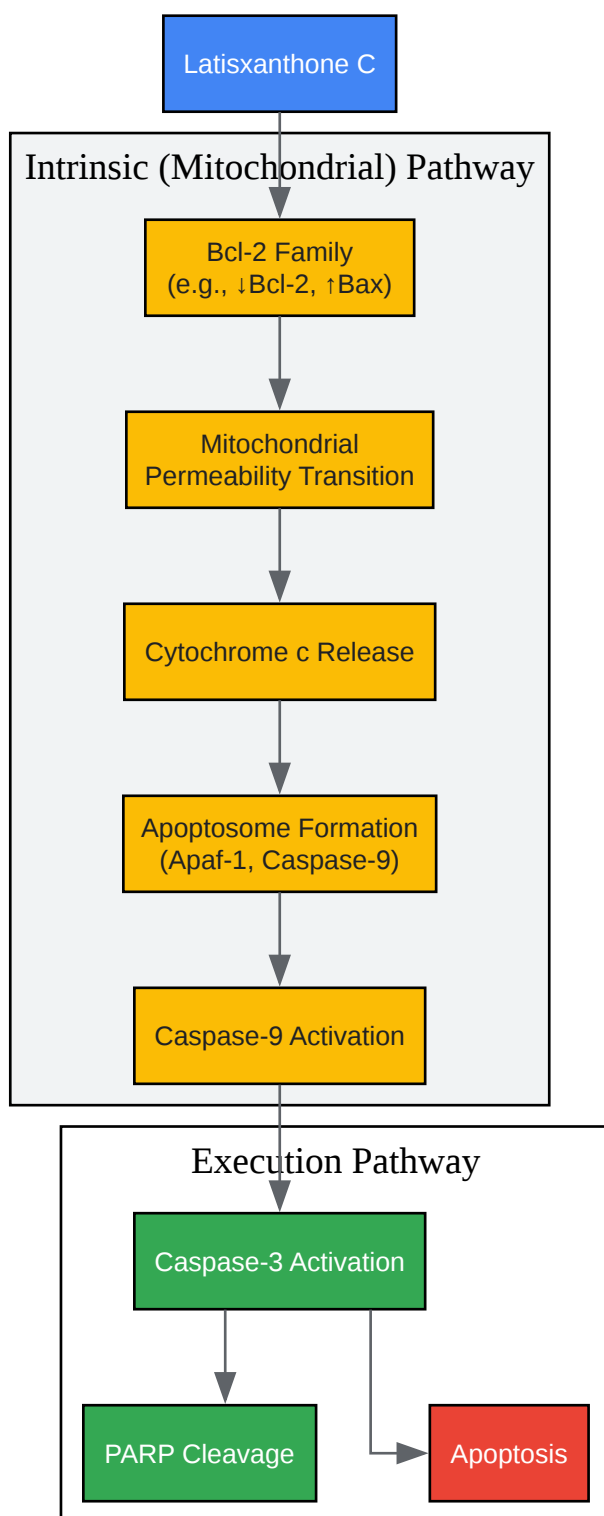 Latisxanthone C
Intrinsic (Mitochondrial) Pathway
Bcl-2 Family
(e.g., ↓Bcl-2, ↑Bax)
Mitochondrial
Permeability Transition
Cytochrome c Release
Apoptosome Formation
(Apaf-1, Caspase-9)
Caspase-9 Activation
Execution Pathway
Caspase-3 Activation
PARP Cleavage
Apoptosis